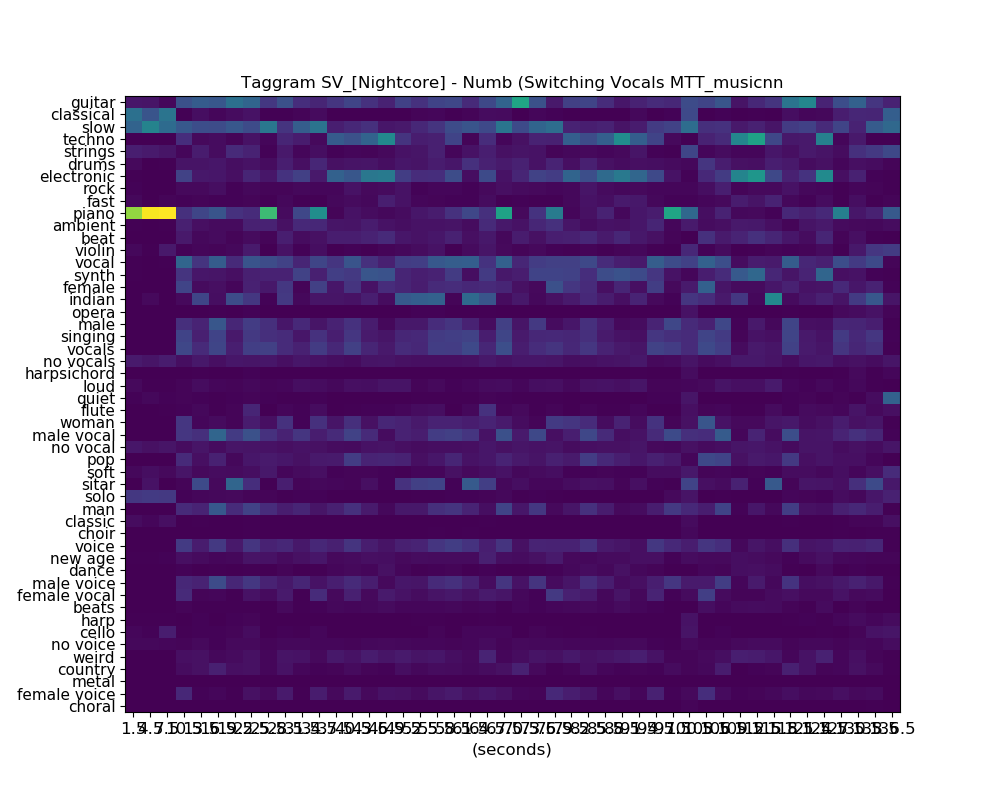 Taggram SV_[Nightcore] - Numb (Switching Vocals MTT_musicnn
guitar
classical
slow
techno
strings
drums
electronic
rock
fast
piano
ambient
beat
violin
vocal
synth
female
indian
opera
male
singing
vocals
no vocals
harpsichord
loud
quiet
flute
woman
male vocal
no vocal
pop
soft
sitar
solo
man
classic
choir
voice
new age
dance
male voice
female vocal
beats
harp
cello
no voice
weird
country
metal
female voice
choral
(seconds)